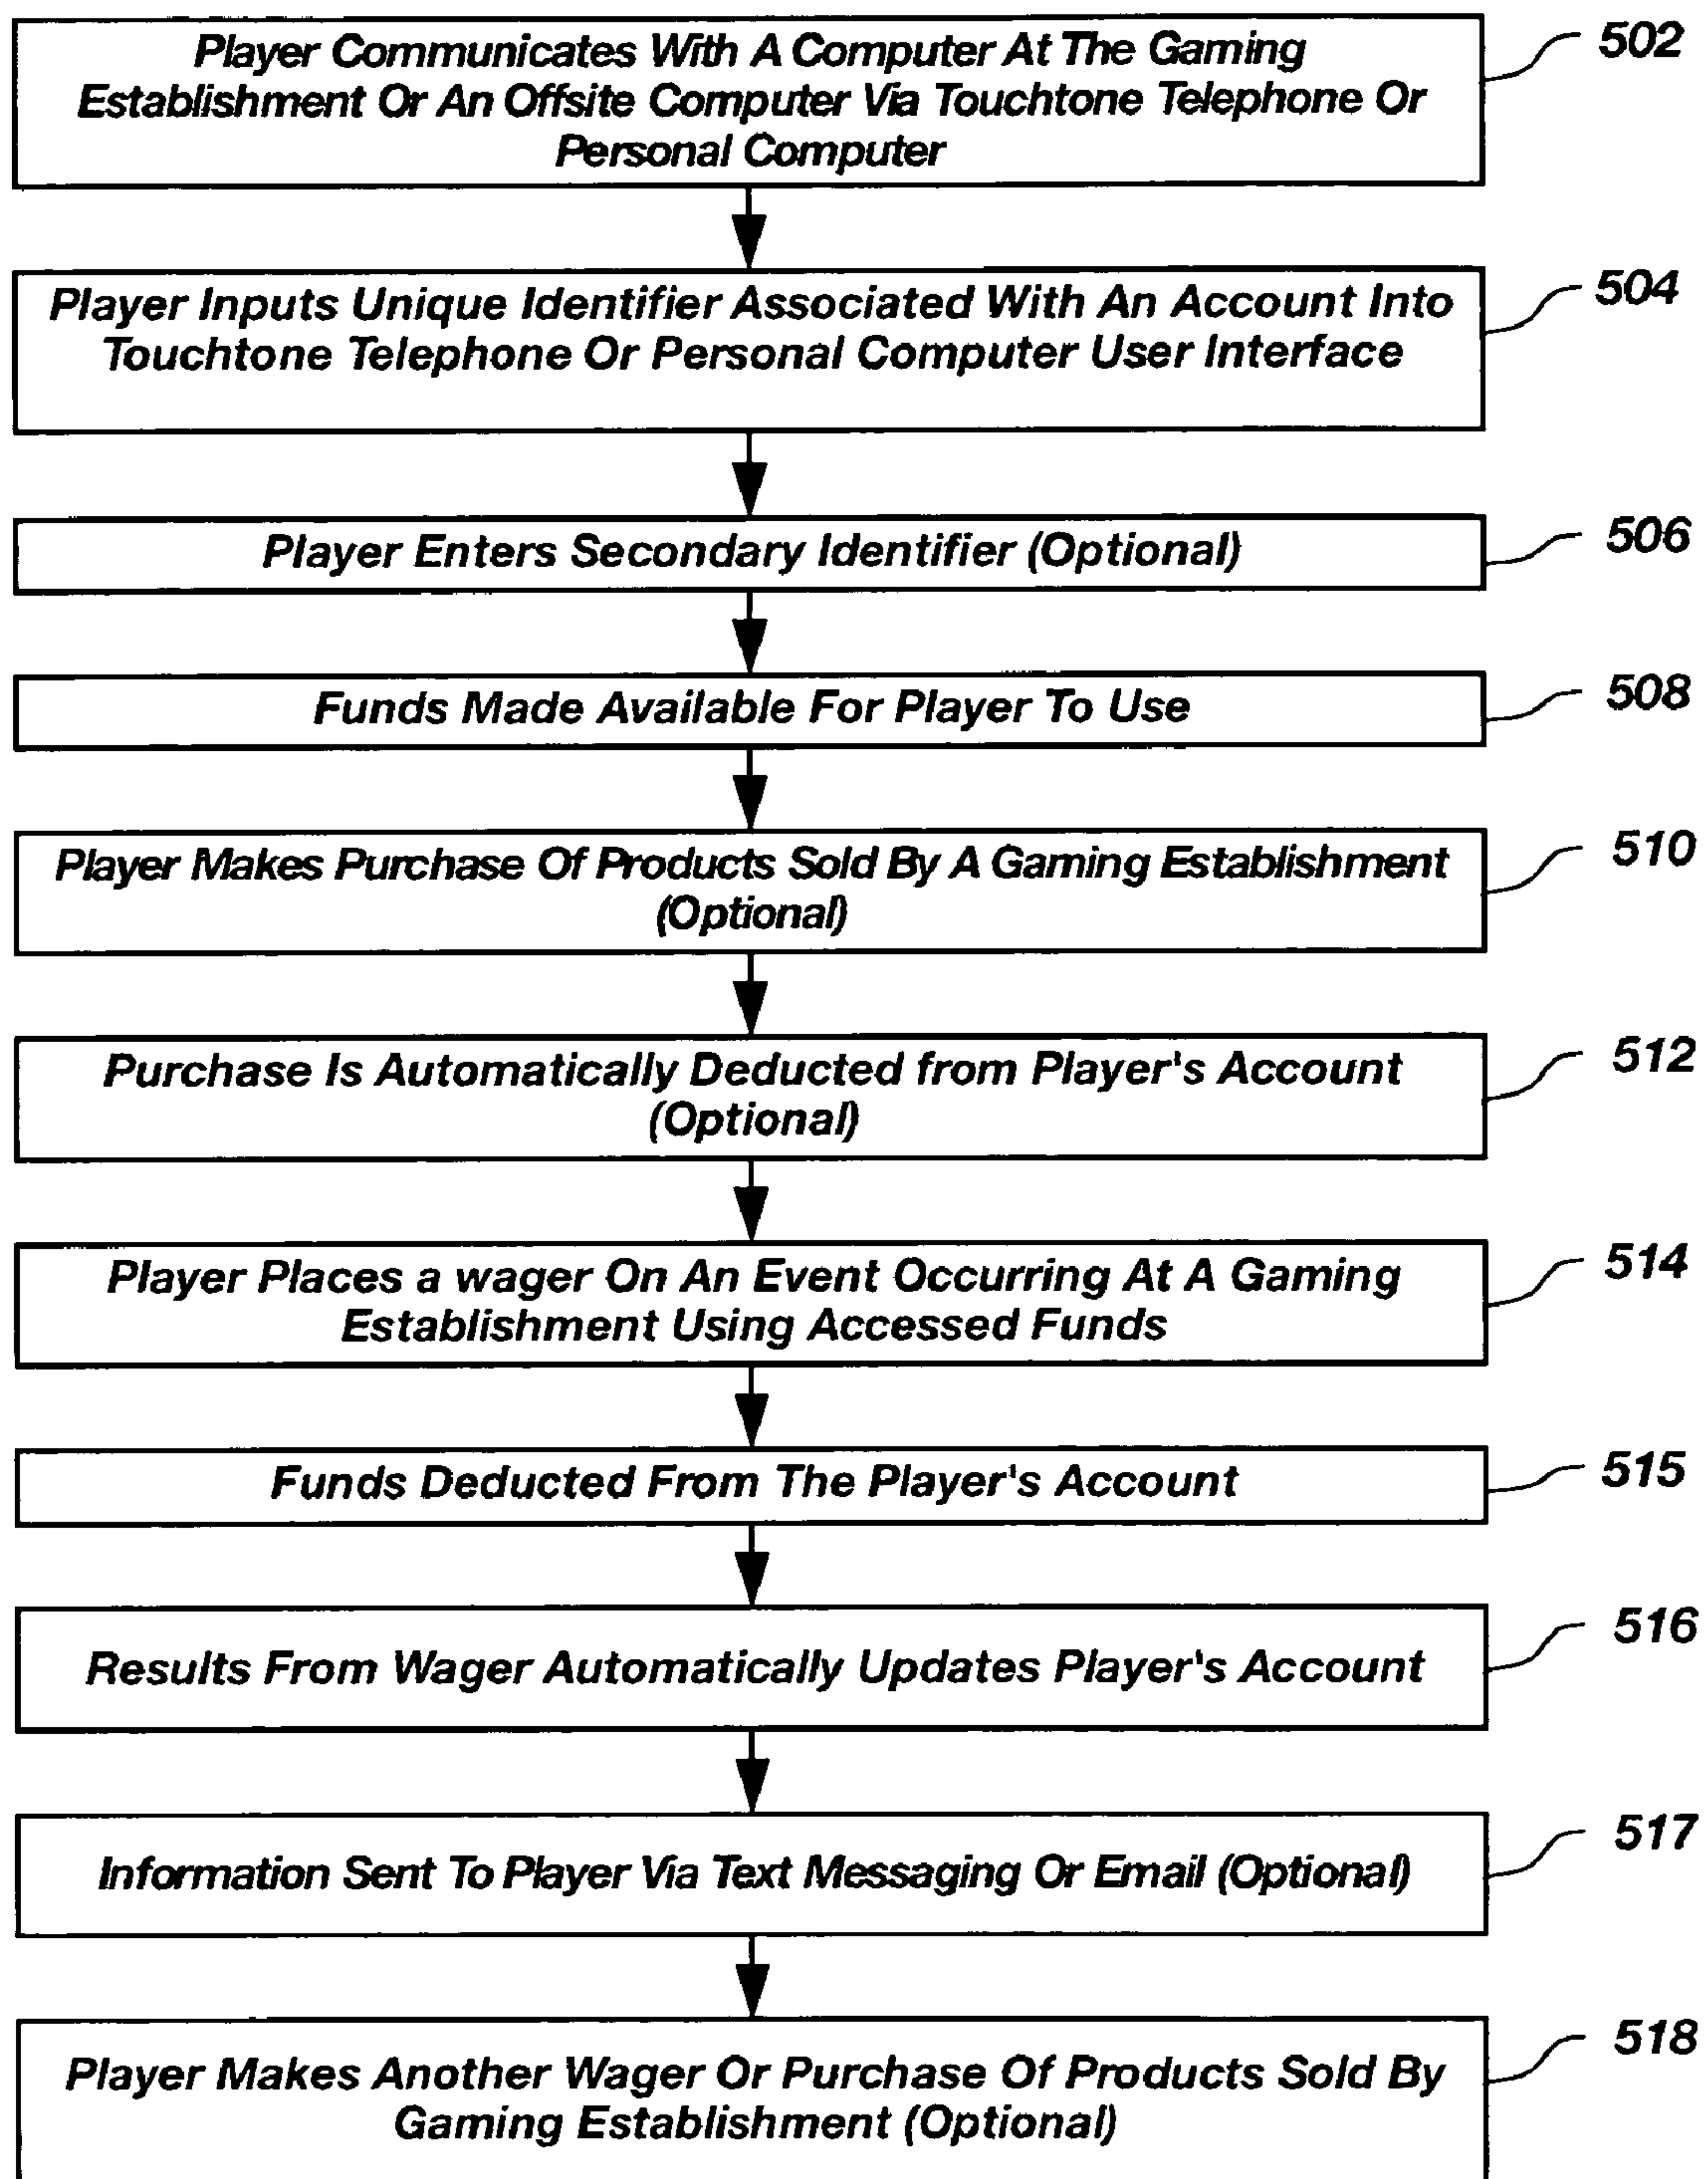 Player Communicates With A Computer At The Gaming
Establishment Or An Offsite Computer Via Touchtone Telephone Or
Personal Computer
502
Player Inputs Unique Identifier Associated With An Account Into
Touchtone Telephone Or Personal Computer User Interface
504
Player Enters Secondary Identifier (Optional)
506
Funds Made Available For Player To Use
508
Player Makes Purchase Of Products Sold By A Gaming Establishment
(Optional)
510
Purchase Is Automatically Deducted from Player's Account
(Optional)
512
Player Places a wager On An Event Occurring At A Gaming
Establishment Using Accessed Funds
514
Funds Deducted From The Player's Account
515
Results From Wager Automatically Updates Player's Account
516
Information Sent To Player Via Text Messaging Or Email (Optional)
517
Player Makes Another Wager Or Purchase Of Products Sold By
Gaming Establishment (Optional)
518